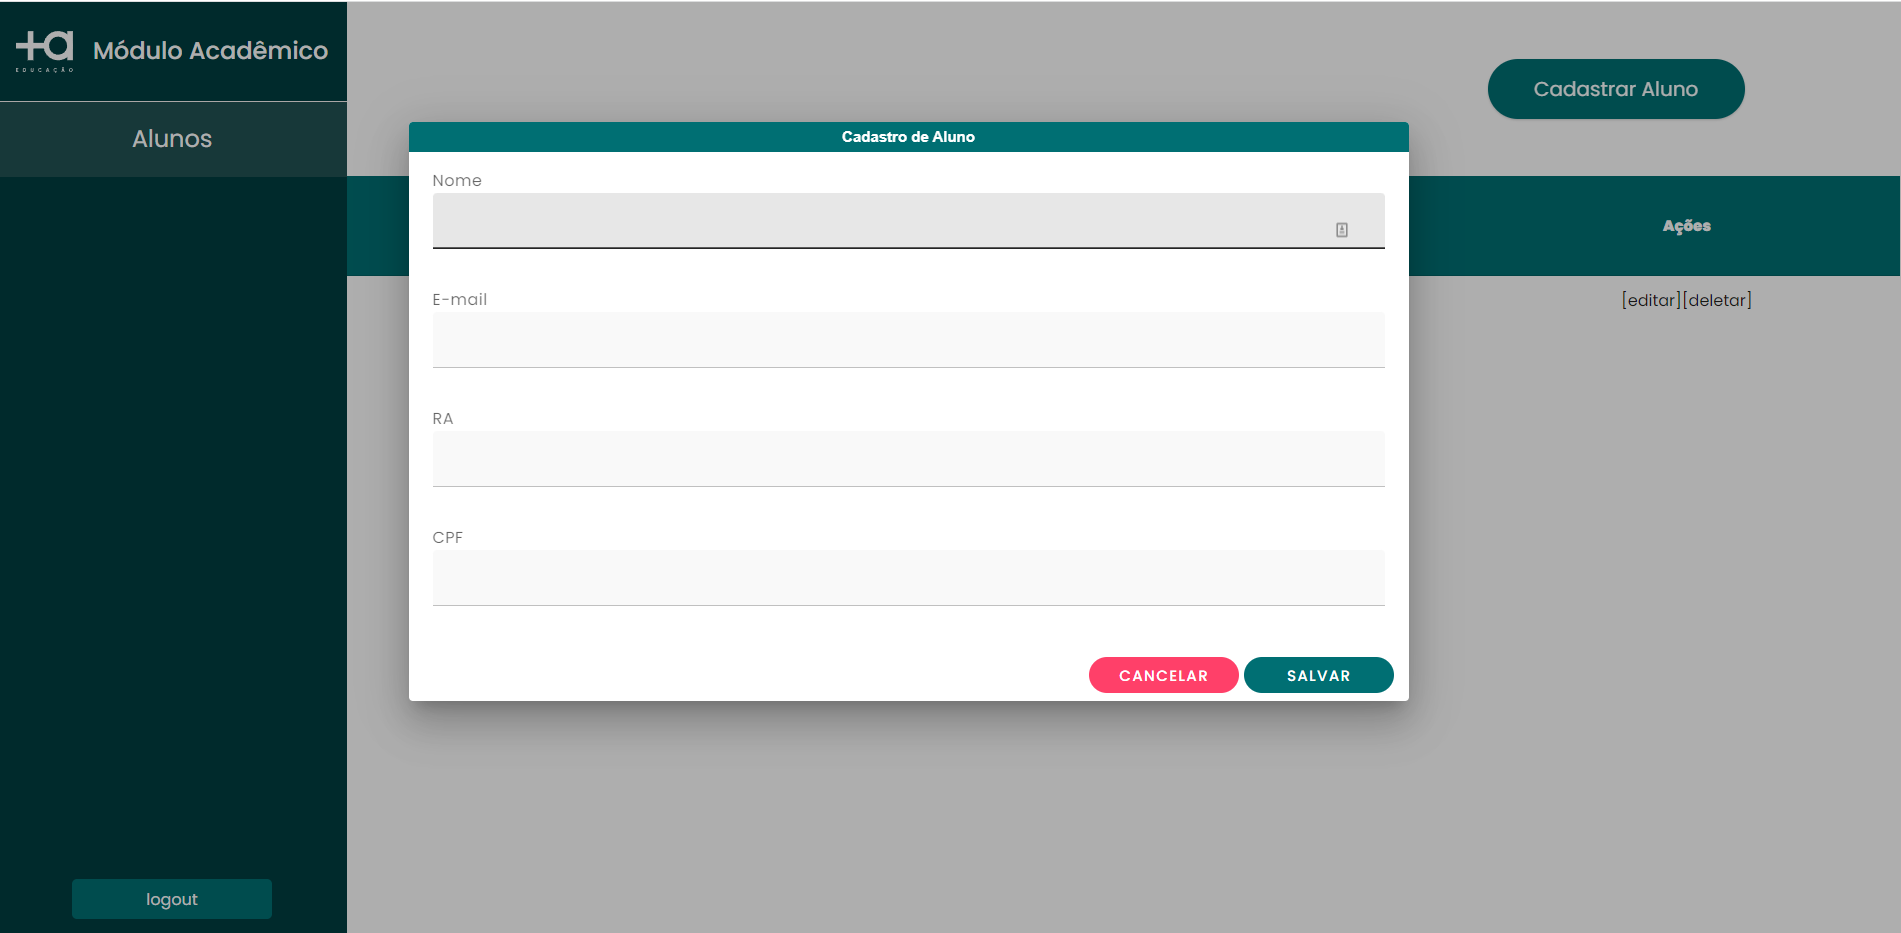 +a
EDUCAÇÃO
Módulo Acadêmico
Alunos
logout
Cadastrar Aluno
Ações
[editar][deletar]
Cadastro de Aluno
Nome
E-mail
RA
CPF
CANCELAR
SALVAR